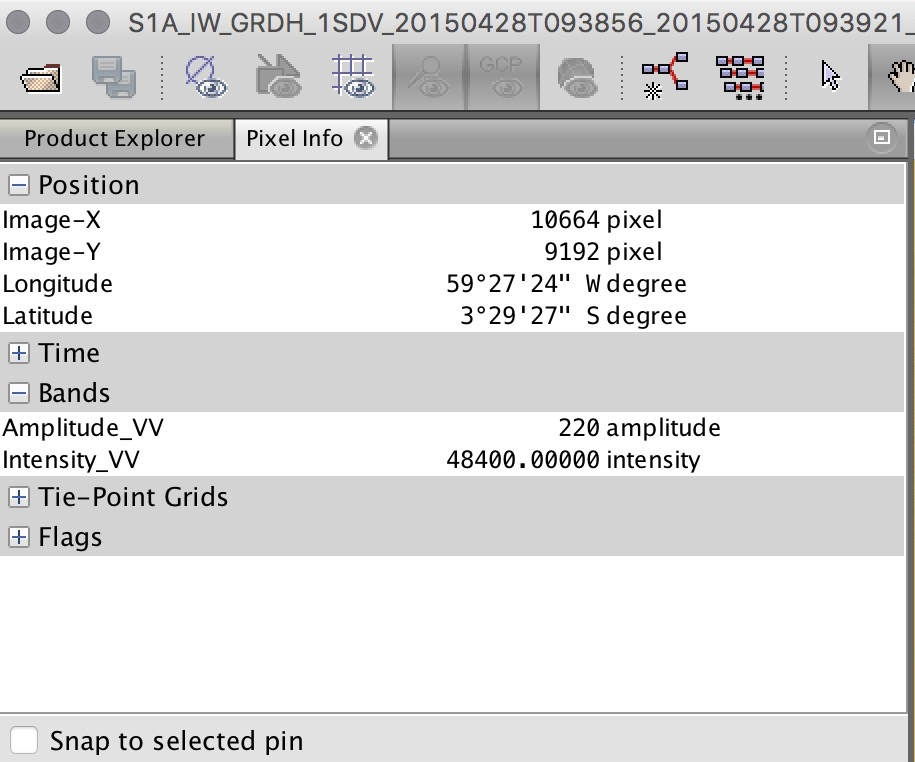 S1A_IW_GRDH_1SDV_20150428T093856_20150428T093921_
GCP
Product Explorer Pixel Info
Position
Image-X 10664 pixel
Image-Y 9192 pixel
Longitude 59°27'24" W degree
Latitude 3°29'27" S degree
Time
Bands
Amplitude_VV 220 amplitude
Intensity_VV 48400.00000 intensity
Tie-Point Grids
Flags
Snap to selected pin